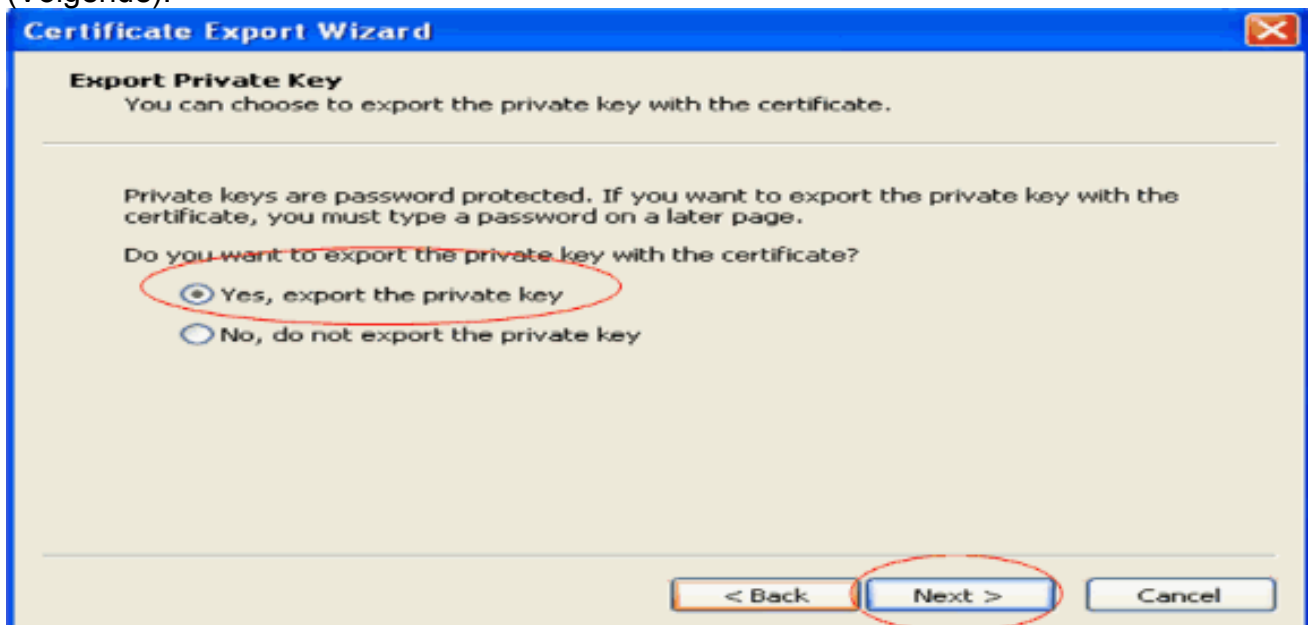 (Volgende).
Certificate Export Wizard
Export Private Key
You can choose to export the private key with the certificate.
Private keys are password protected. If you want to export the private key with the
certificate, you must type a password on a later page.
Do you want to export the private key with the certificate?
Yes, export the private key
No, do not export the private key
< Back Next > Cancel